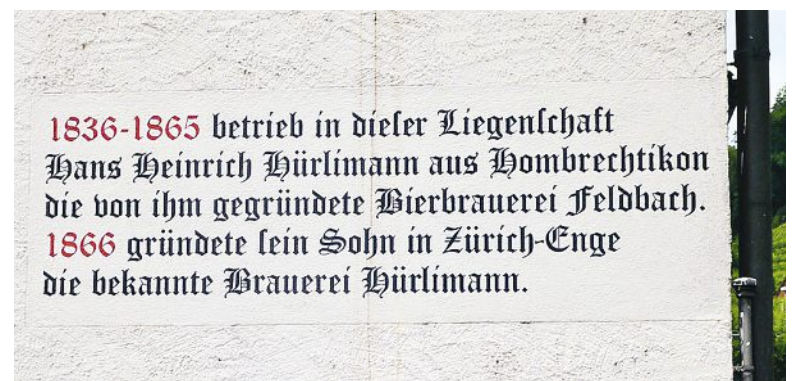 1836-1865 betrieb in dieſer Liegenſchaft
Hans Heinrich Hürlimann aus Hombrechtikon
die von ihm gegründete Bierbrauerei Feldbach.
1866 gründete ſein Sohn in Zürich-Enge
die bekannte Brauerei Hürlimann.